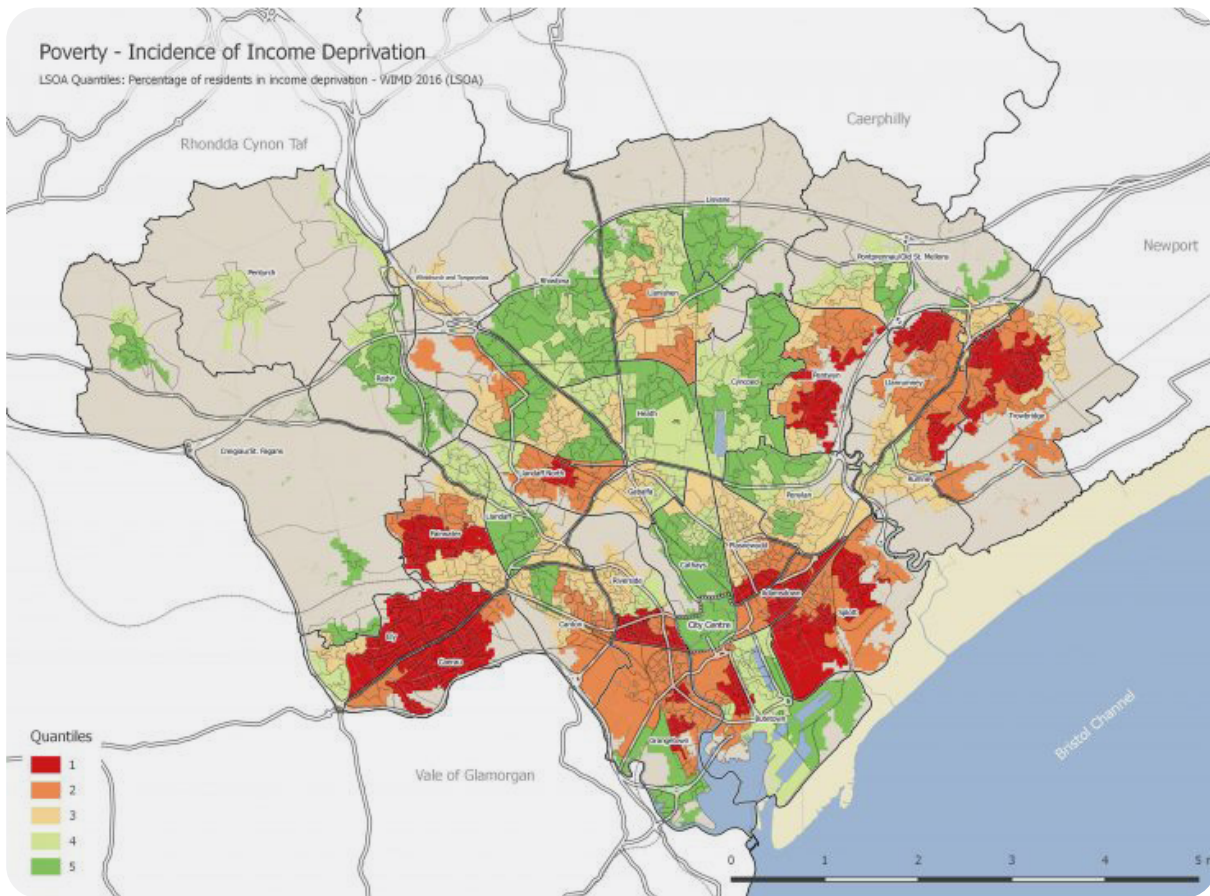 Poverty - Incidence of Income Deprivation
LSOA Quantiles: Percentage of residents in income deprivation - WIMD 2016 (LSOA)
Caerphilly
Rhondda Cynon Taf
Newport
Lisvane
Pontprennau/Old St. Mellons
Pentyrch
Whitchurch and Tongwynlais
Rhiwbina
Llanishen
Radyr
Cyncoed
Pentwyn
Llanrumney
Heath
Trowbridge
Creigiau/St. Fagans
Llandaff North
Rumney
Gabalfa
Penylan
Llandaff
Fairwater
Plasnewydd
Cathays
Riverside
Adamsdown
Splott
City Centre
Canton
Ely
Caerau
Butetown
Grangetown
Bristol Channel
Vale of Glamorgan
Quantiles
1
2
3
4
5
0 1 2 3 4 5